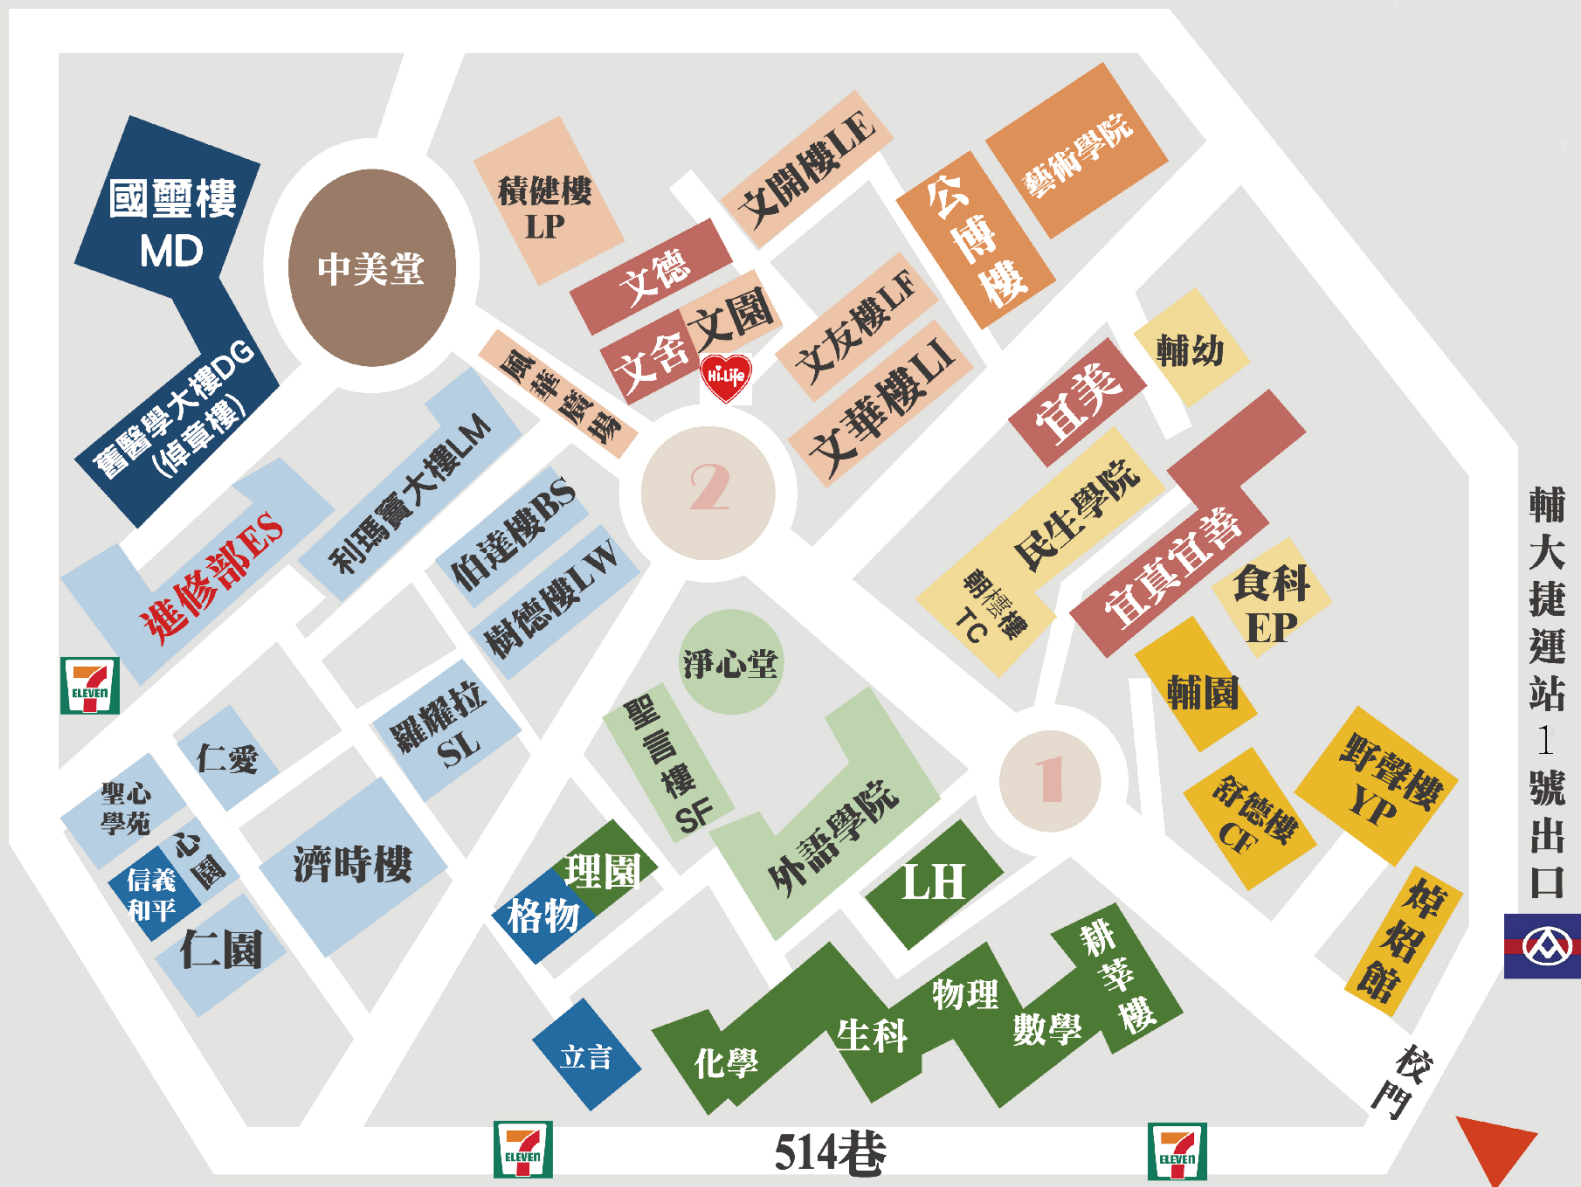 國璽樓
MD
舊醫學大樓DG
(倬章樓)
中美堂
積健樓
LP
文開樓LE
公博樓
藝術學院
文德
文舍
文園
Hi-Life
文友樓LF
文華樓LI
風華廣場
宜美
輔幼
利瑪竇大樓LM
進修部ES
伯達樓BS
樹德樓LW
2
民生學院
朝橒樓
TC
宜真宜善
食科
EP
輔大捷運站1號出口
7
ELEVEN
淨心堂
聖言樓SF
羅耀拉
SL
仁愛
聖心
學苑
心園
信義
和平
仁園
濟時樓
理園
格物
外語學院
LH
1
輔園
舒德樓
CF
野聲樓
YP
焯炤館
耕莘樓
物理
數學
生科
化學
立言
校門
7
ELEVEN
514巷
7
ELEVEN